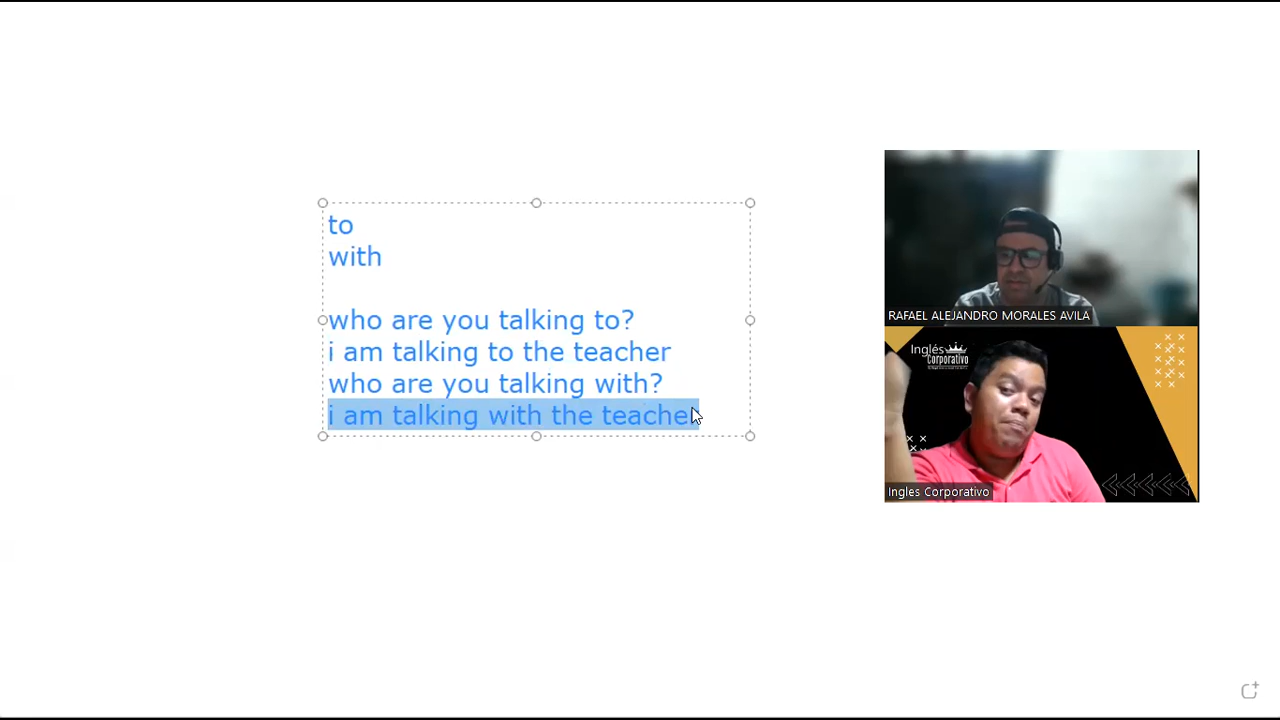 to
with
who are you talking to?
i am talking to the teacher
who are you talking with?
i am talking with the teacher
RAFAEL ALEJANDRO MORALES AVILA
Inglés
Corporativo
Ingles Corporativo